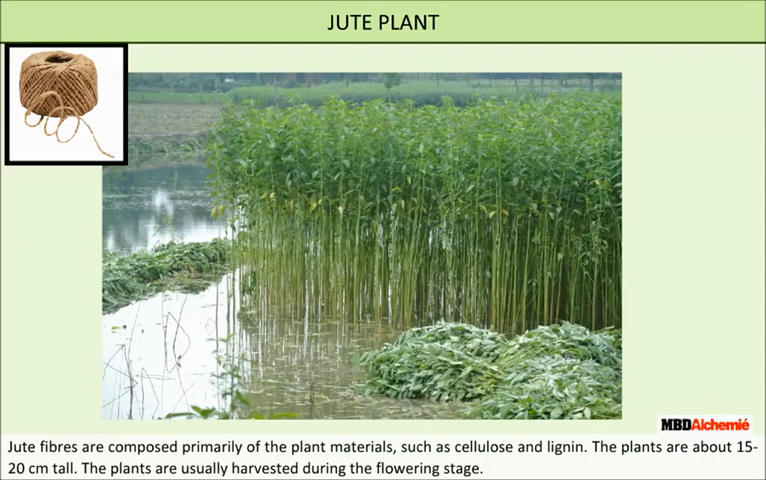 JUTE PLANT
MBDAlchemié
Jute fibres are composed primarily of the plant materials, such as cellulose and lignin. The plants are about 15-
20 cm tall. The plants are usually harvested during the flowering stage.